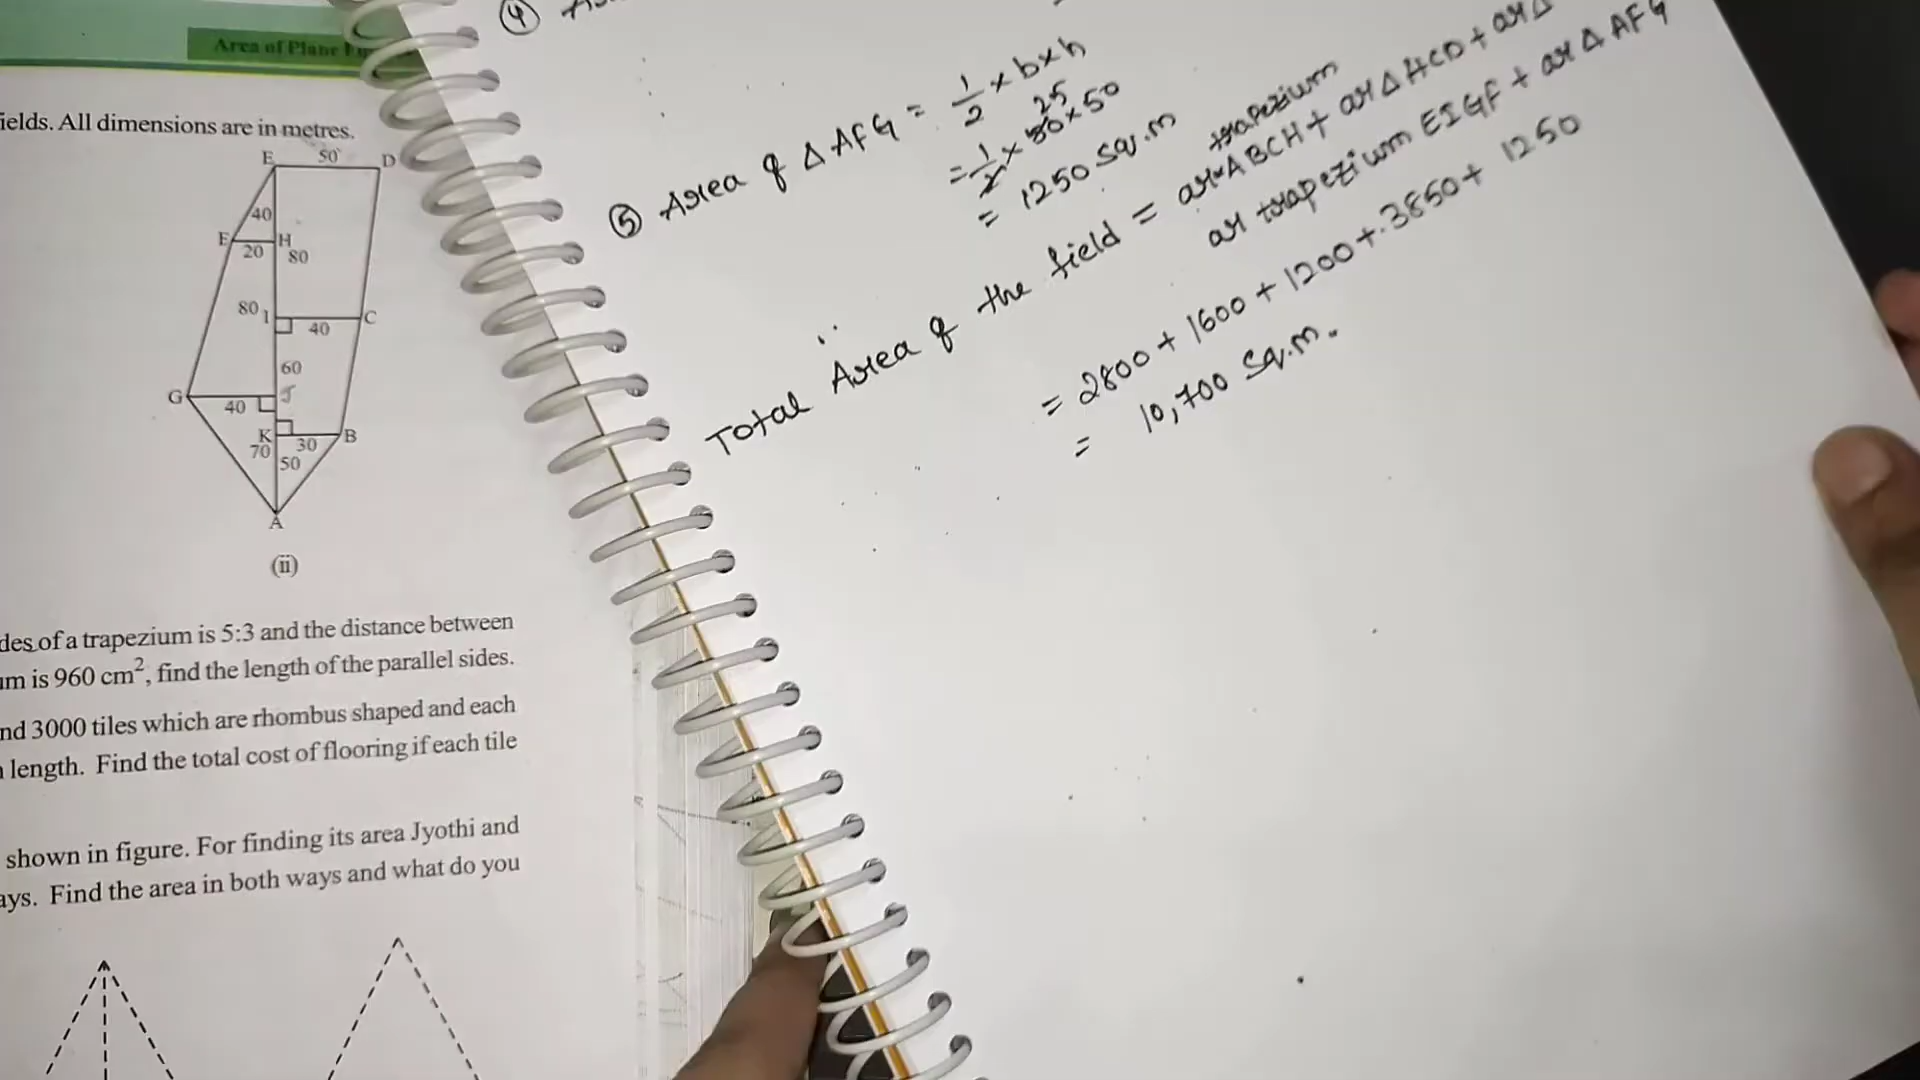 Area of Plane
ields. All dimensions are in metres.
E 50 D
40
F H
20 80
80 I C
40
60
G J
40
K B
70 30
50
A
(ii)
des of a trapezium is 5:3 and the distance between
um is 960 cm², find the length of the parallel sides.
nd 3000 tiles which are rhombus shaped and each
length. Find the total cost of flooring if each tile
shown in figure. For finding its area Jyothi and
ays. Find the area in both ways and what do you
④
⑤ Area of △ AFG = 1/2 × b × h
25
= 1/2 × 50 × 50
= 1250 sq.m
trapezium
∴ Total Area of the field = ar ABCH + ar △ HCD + ar △
ar trapezium EIGF + ar △ AFG
= 2800 + 1600 + 1200 + 3850 + 1250
= 10,700 sq.m.